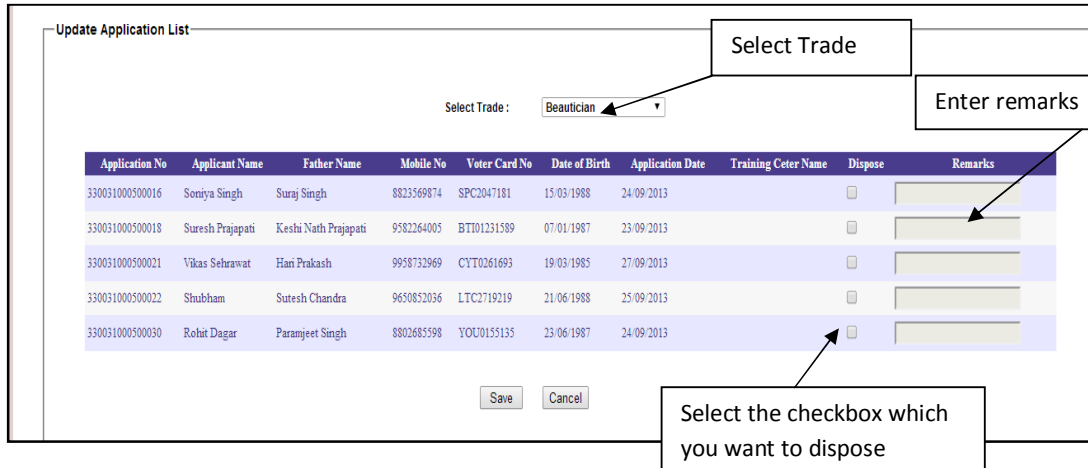 Update Application List
Select Trade
Enter remarks
Select Trade : Beautician
Application No Applicant Name Father Name Mobile No Voter Card No Date of Birth Application Date Training Ceter Name Dispose Remarks
330031000500016 Soniya Singh Suraj Singh 8823569874 SPC2047181 15/03/1988 24/09/2013
330031000500018 Suresh Prajapati Keshi Nath Prajapati 9582264005 BTI01231589 07/01/1987 23/09/2013
330031000500021 Vikas Sehrawat Hari Prakash 9958732969 CYT0261693 19/03/1985 27/09/2013
330031000500022 Shubham Sutesh Chandra 9650852036 LTC2719219 21/06/1988 25/09/2013
330031000500030 Rohit Dagar Paramjeet Singh 8802685598 YOU0155135 23/06/1987 24/09/2013
Save Cancel
Select the checkbox which
you want to dispose